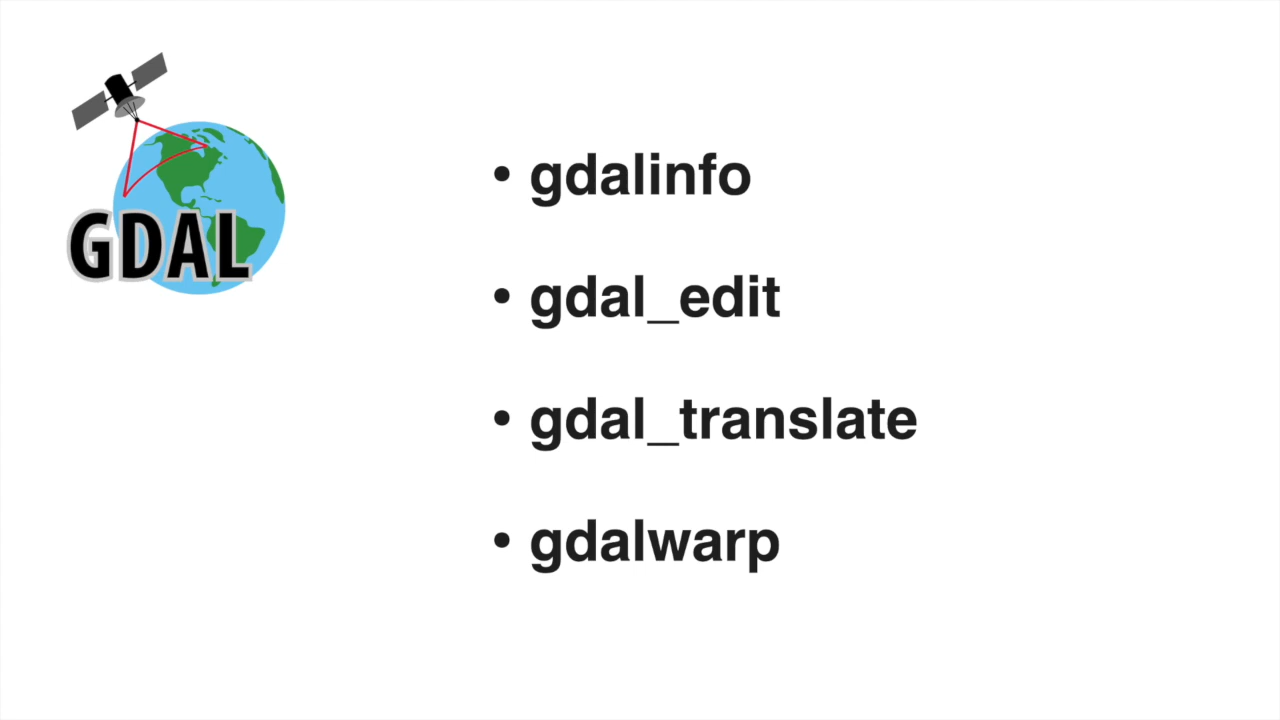 GDAL
• gdalinfo
• gdal_edit
• gdal_translate
• gdalwarp